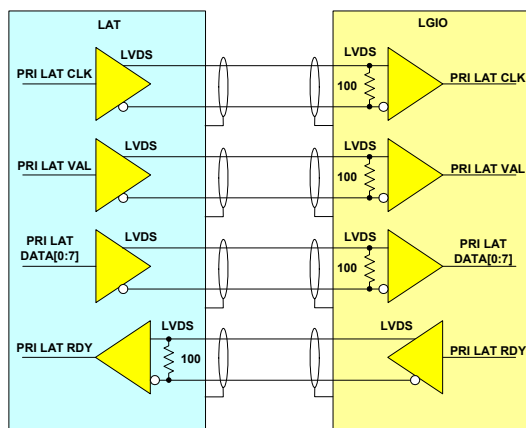 LAT
LGIO
LVDS
LVDS
PRI LAT CLK
100
PRI LAT CLK
LVDS
LVDS
PRI LAT VAL
100
PRI LAT VAL
LVDS
LVDS
PRI LAT
DATA[0:7]
100
PRI LAT
DATA[0:7]
LVDS
LVDS
PRI LAT RDY
100
PRI LAT RDY